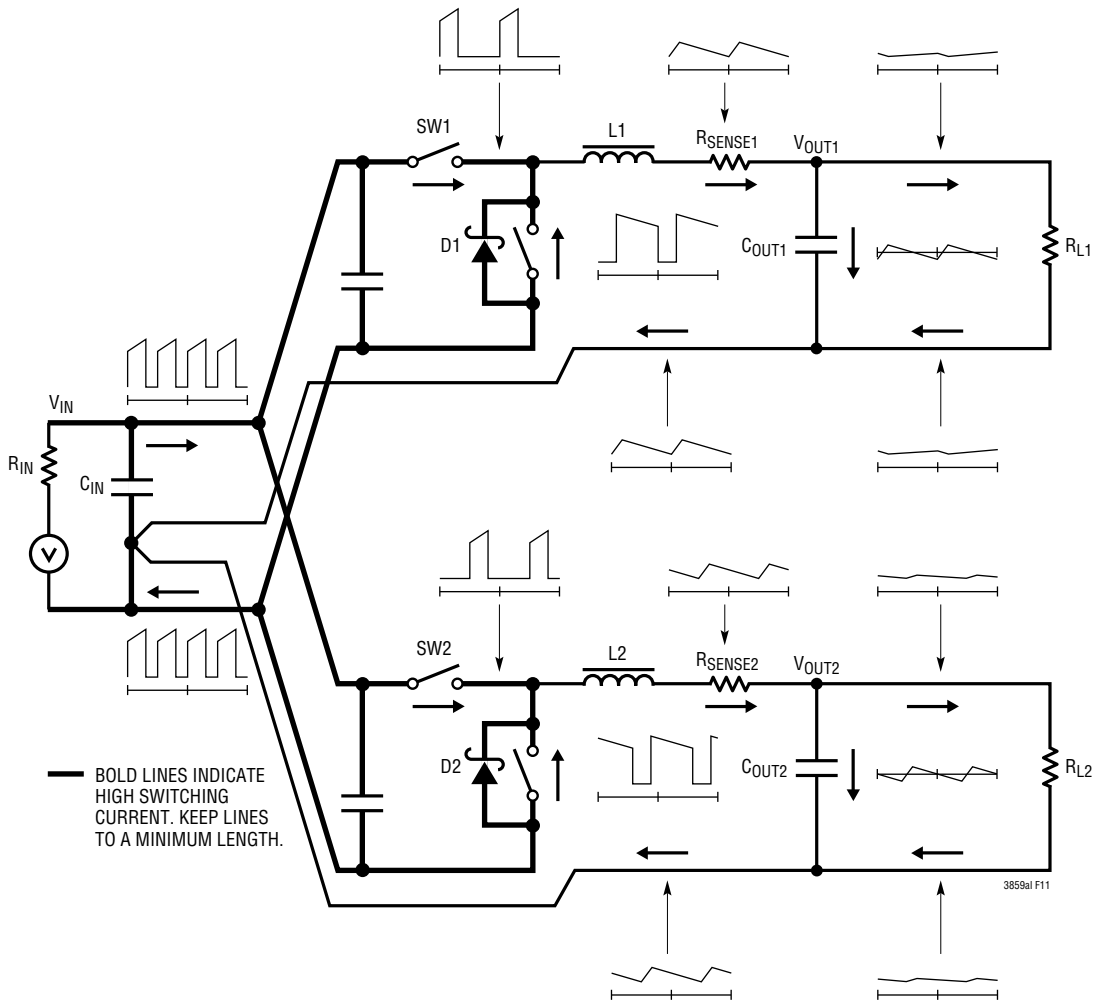 SW1
L1
RSENSE1
VOUT1
D1
COUT1
RL1
VIN
RIN
CIN
V
SW2
L2
RSENSE2
VOUT2
D2
COUT2
RL2
BOLD LINES INDICATE
HIGH SWITCHING
CURRENT. KEEP LINES
TO A MINIMUM LENGTH.
3859al F11